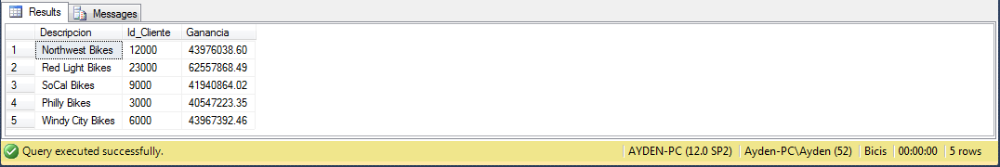 Results Messages
Descripcion Id_Cliente Ganancia
1 Northwest Bikes 12000 43976038.60
2 Red Light Bikes 23000 62557868.49
3 SoCal Bikes 9000 41940864.02
4 Philly Bikes 3000 40547223.35
5 Windy City Bikes 6000 43967392.46
Query executed successfully. AYDEN-PC (12.0 SP2) Ayden-PC\Ayden (52) Bicis 00:00:00 5 rows